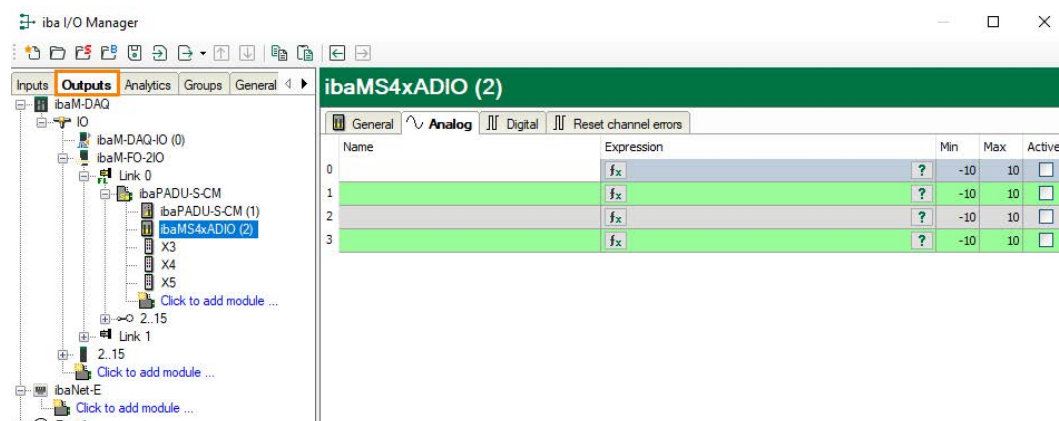 iba I/O Manager
Inputs Outputs Analytics Groups General
ibaM-DAQ
IO
ibaM-DAQ-IO (0)
ibaM-FO-2IO
Link 0
ibaPADU-S-CM
ibaPADU-S-CM (1)
ibaMS4xADIO (2)
X3
X4
X5
Click to add module ...
2..15
Link 1
2..15
Click to add module ...
ibaNet-E
Click to add module ...
ibaMS4xADIO (2)
General Analog Digital Reset channel errors
Name Expression Min Max Active
0 fx ? -10 10
1 fx ? -10 10
2 fx ? -10 10
3 fx ? -10 10